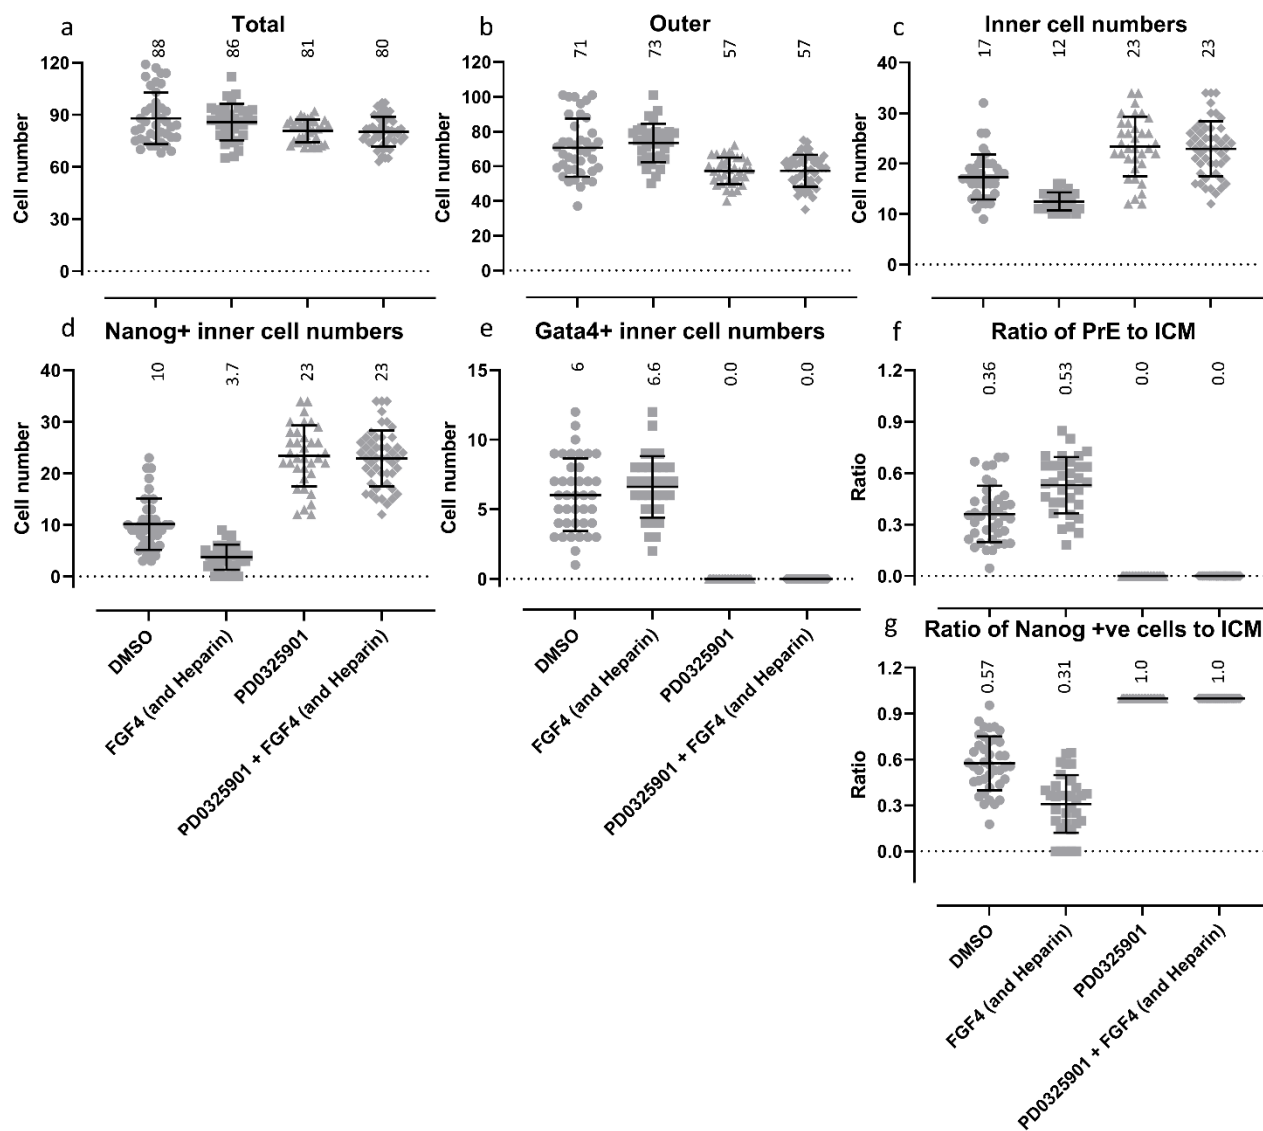 a
Total
88
86
81
80
120
90
60
30
0
Cell number
b
Outer
71
73
57
57
120
100
80
60
40
20
0
Cell number
c
Inner cell numbers
17
12
23
23
40
30
20
10
0
Cell number
d
Nanog+ inner cell numbers
10
3.7
23
23
40
30
20
10
0
Cell number
DMSO
FGF4 (and Heparin)
PD0325901
PD0325901 + FGF4 (and Heparin)
e
Gata4+ inner cell numbers
6
6.6
0.0
0.0
15
10
5
0
Cell number
DMSO
FGF4 (and Heparin)
PD0325901
PD0325901 + FGF4 (and Heparin)
f
Ratio of PrE to ICM
0.36
0.53
0.0
0.0
1.2
0.9
0.6
0.3
0.0
Ratio
g
Ratio of Nanog +ve cells to ICM
0.57
0.31
1.0
1.0
1.2
0.9
0.6
0.3
0.0
Ratio
DMSO
FGF4 (and Heparin)
PD0325901
PD0325901 + FGF4 (and Heparin)